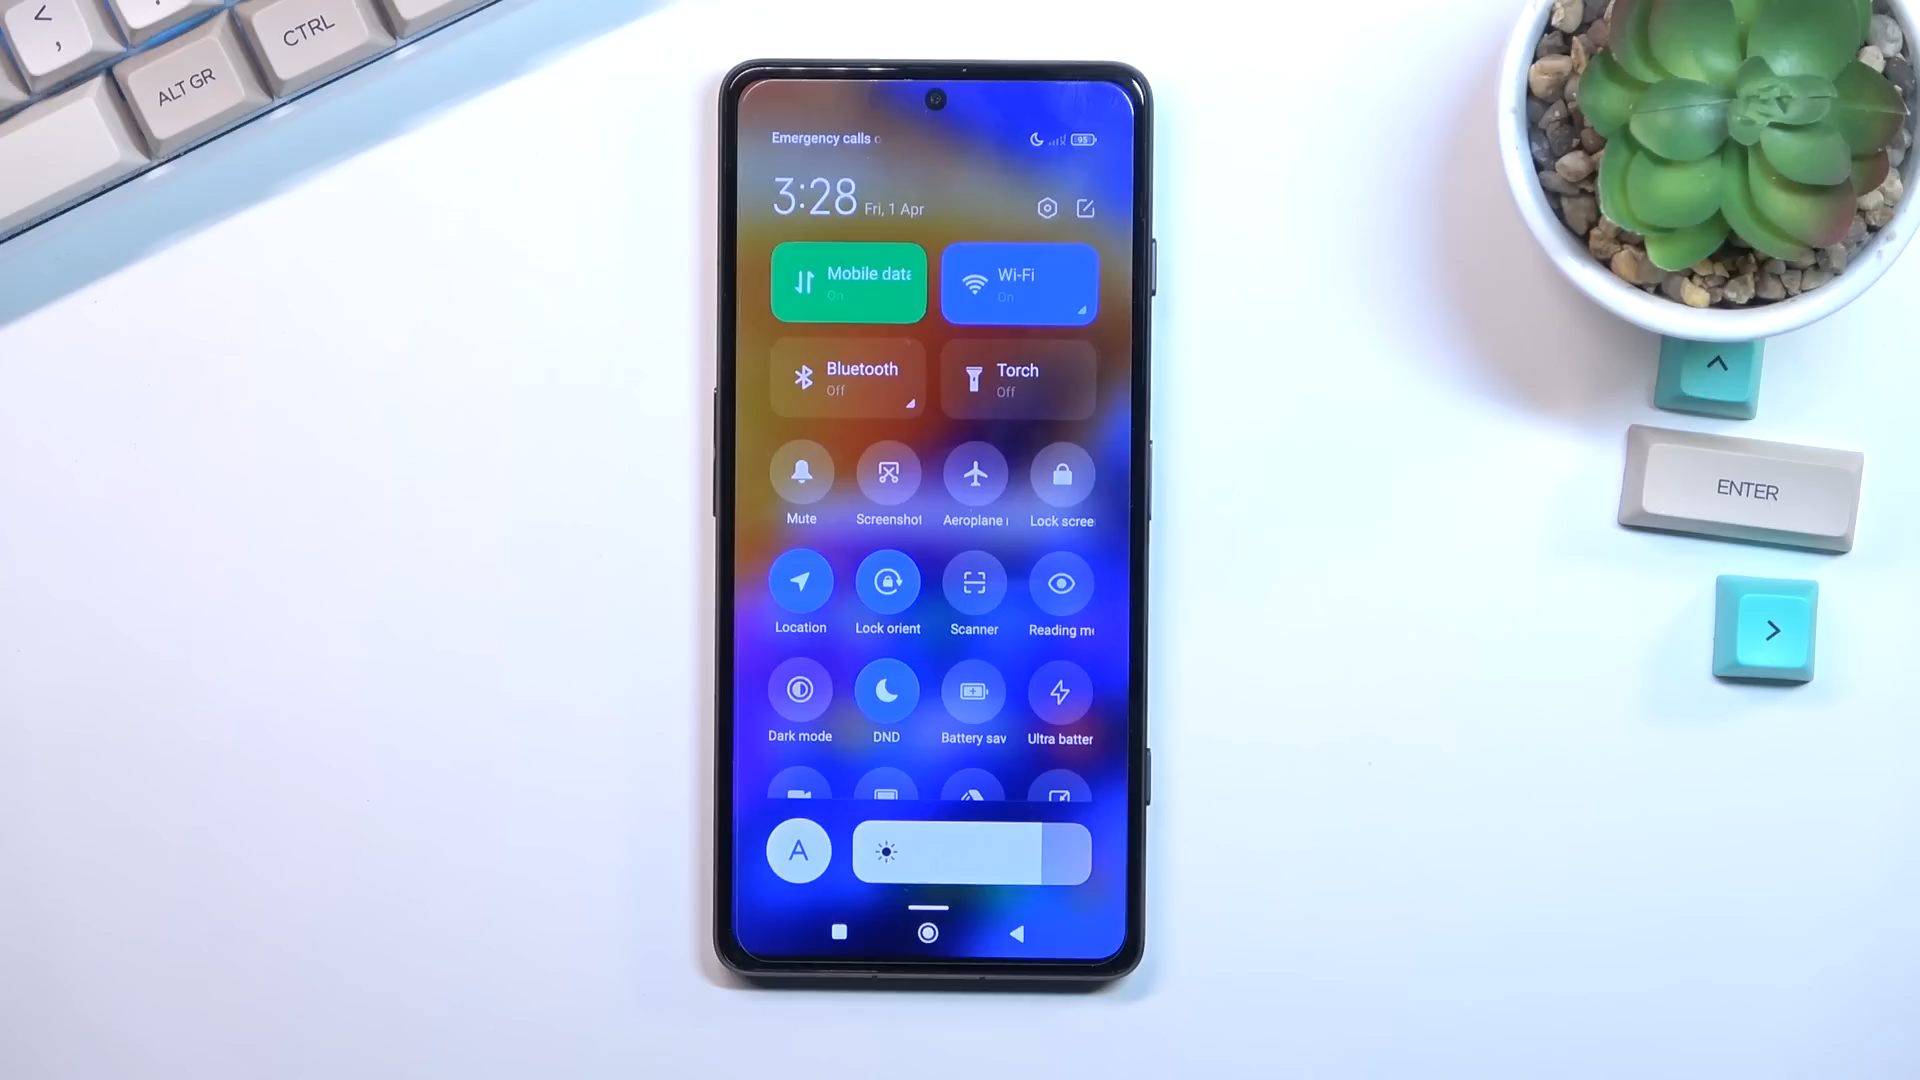 <
,
ALT GR
CTRL
Emergency calls
95
3:28 Fri, 1 Apr
Mobile data
On
Wi-Fi
On
Bluetooth
Off
Torch
Off
Mute
Screenshot
Aeroplane
Lock scree
Location
Lock orient
Scanner
Reading m
Dark mode
DND
Battery sav
Ultra batter
A
ENTER
>